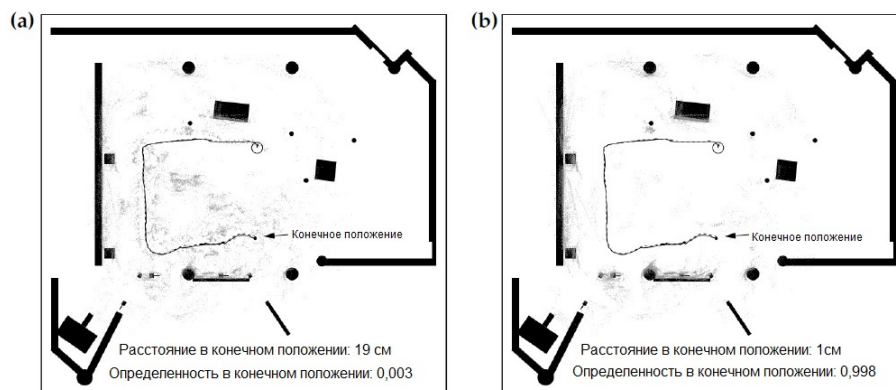 (a)
Конечное положение
Расстояние в конечном положении: 19 см
Определенность в конечном положении: 0,003
(b)
Конечное положение
Расстояние в конечном положении: 1см
Определенность в конечном положении: 0,998